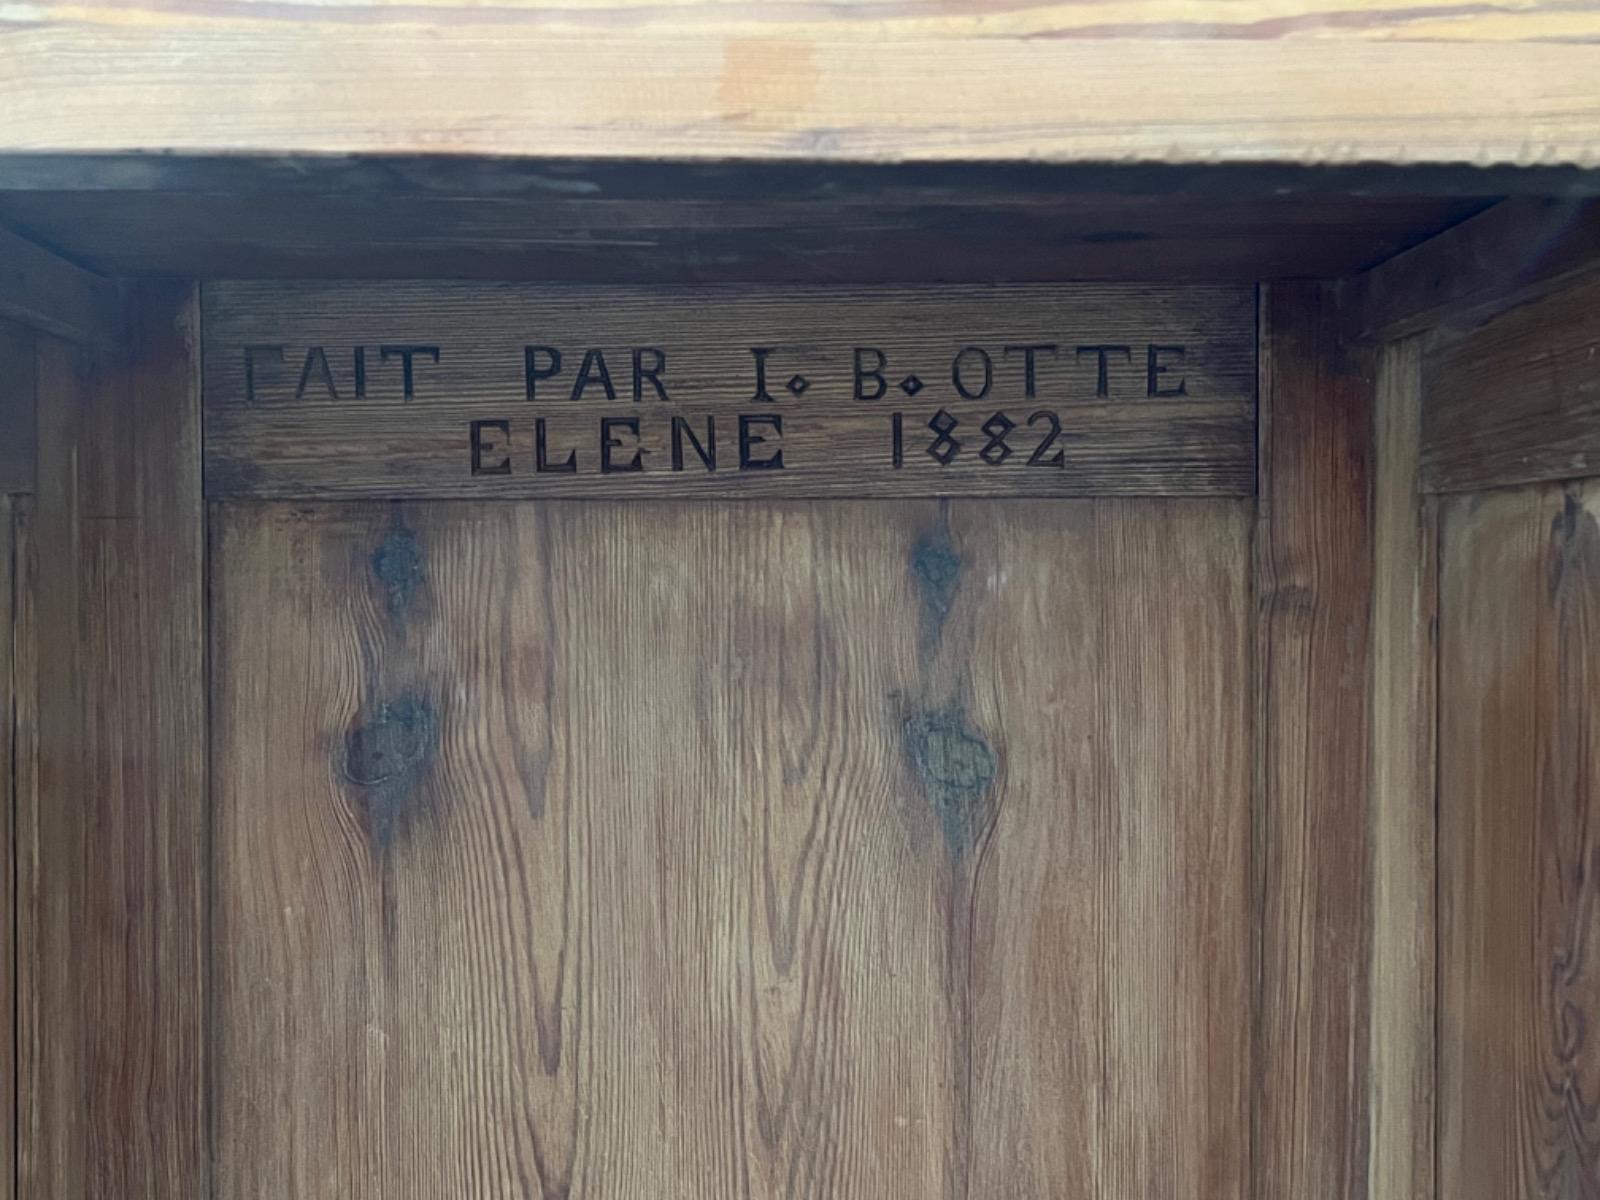 FAIT PAR I. B. OTTE
ELENE 1882